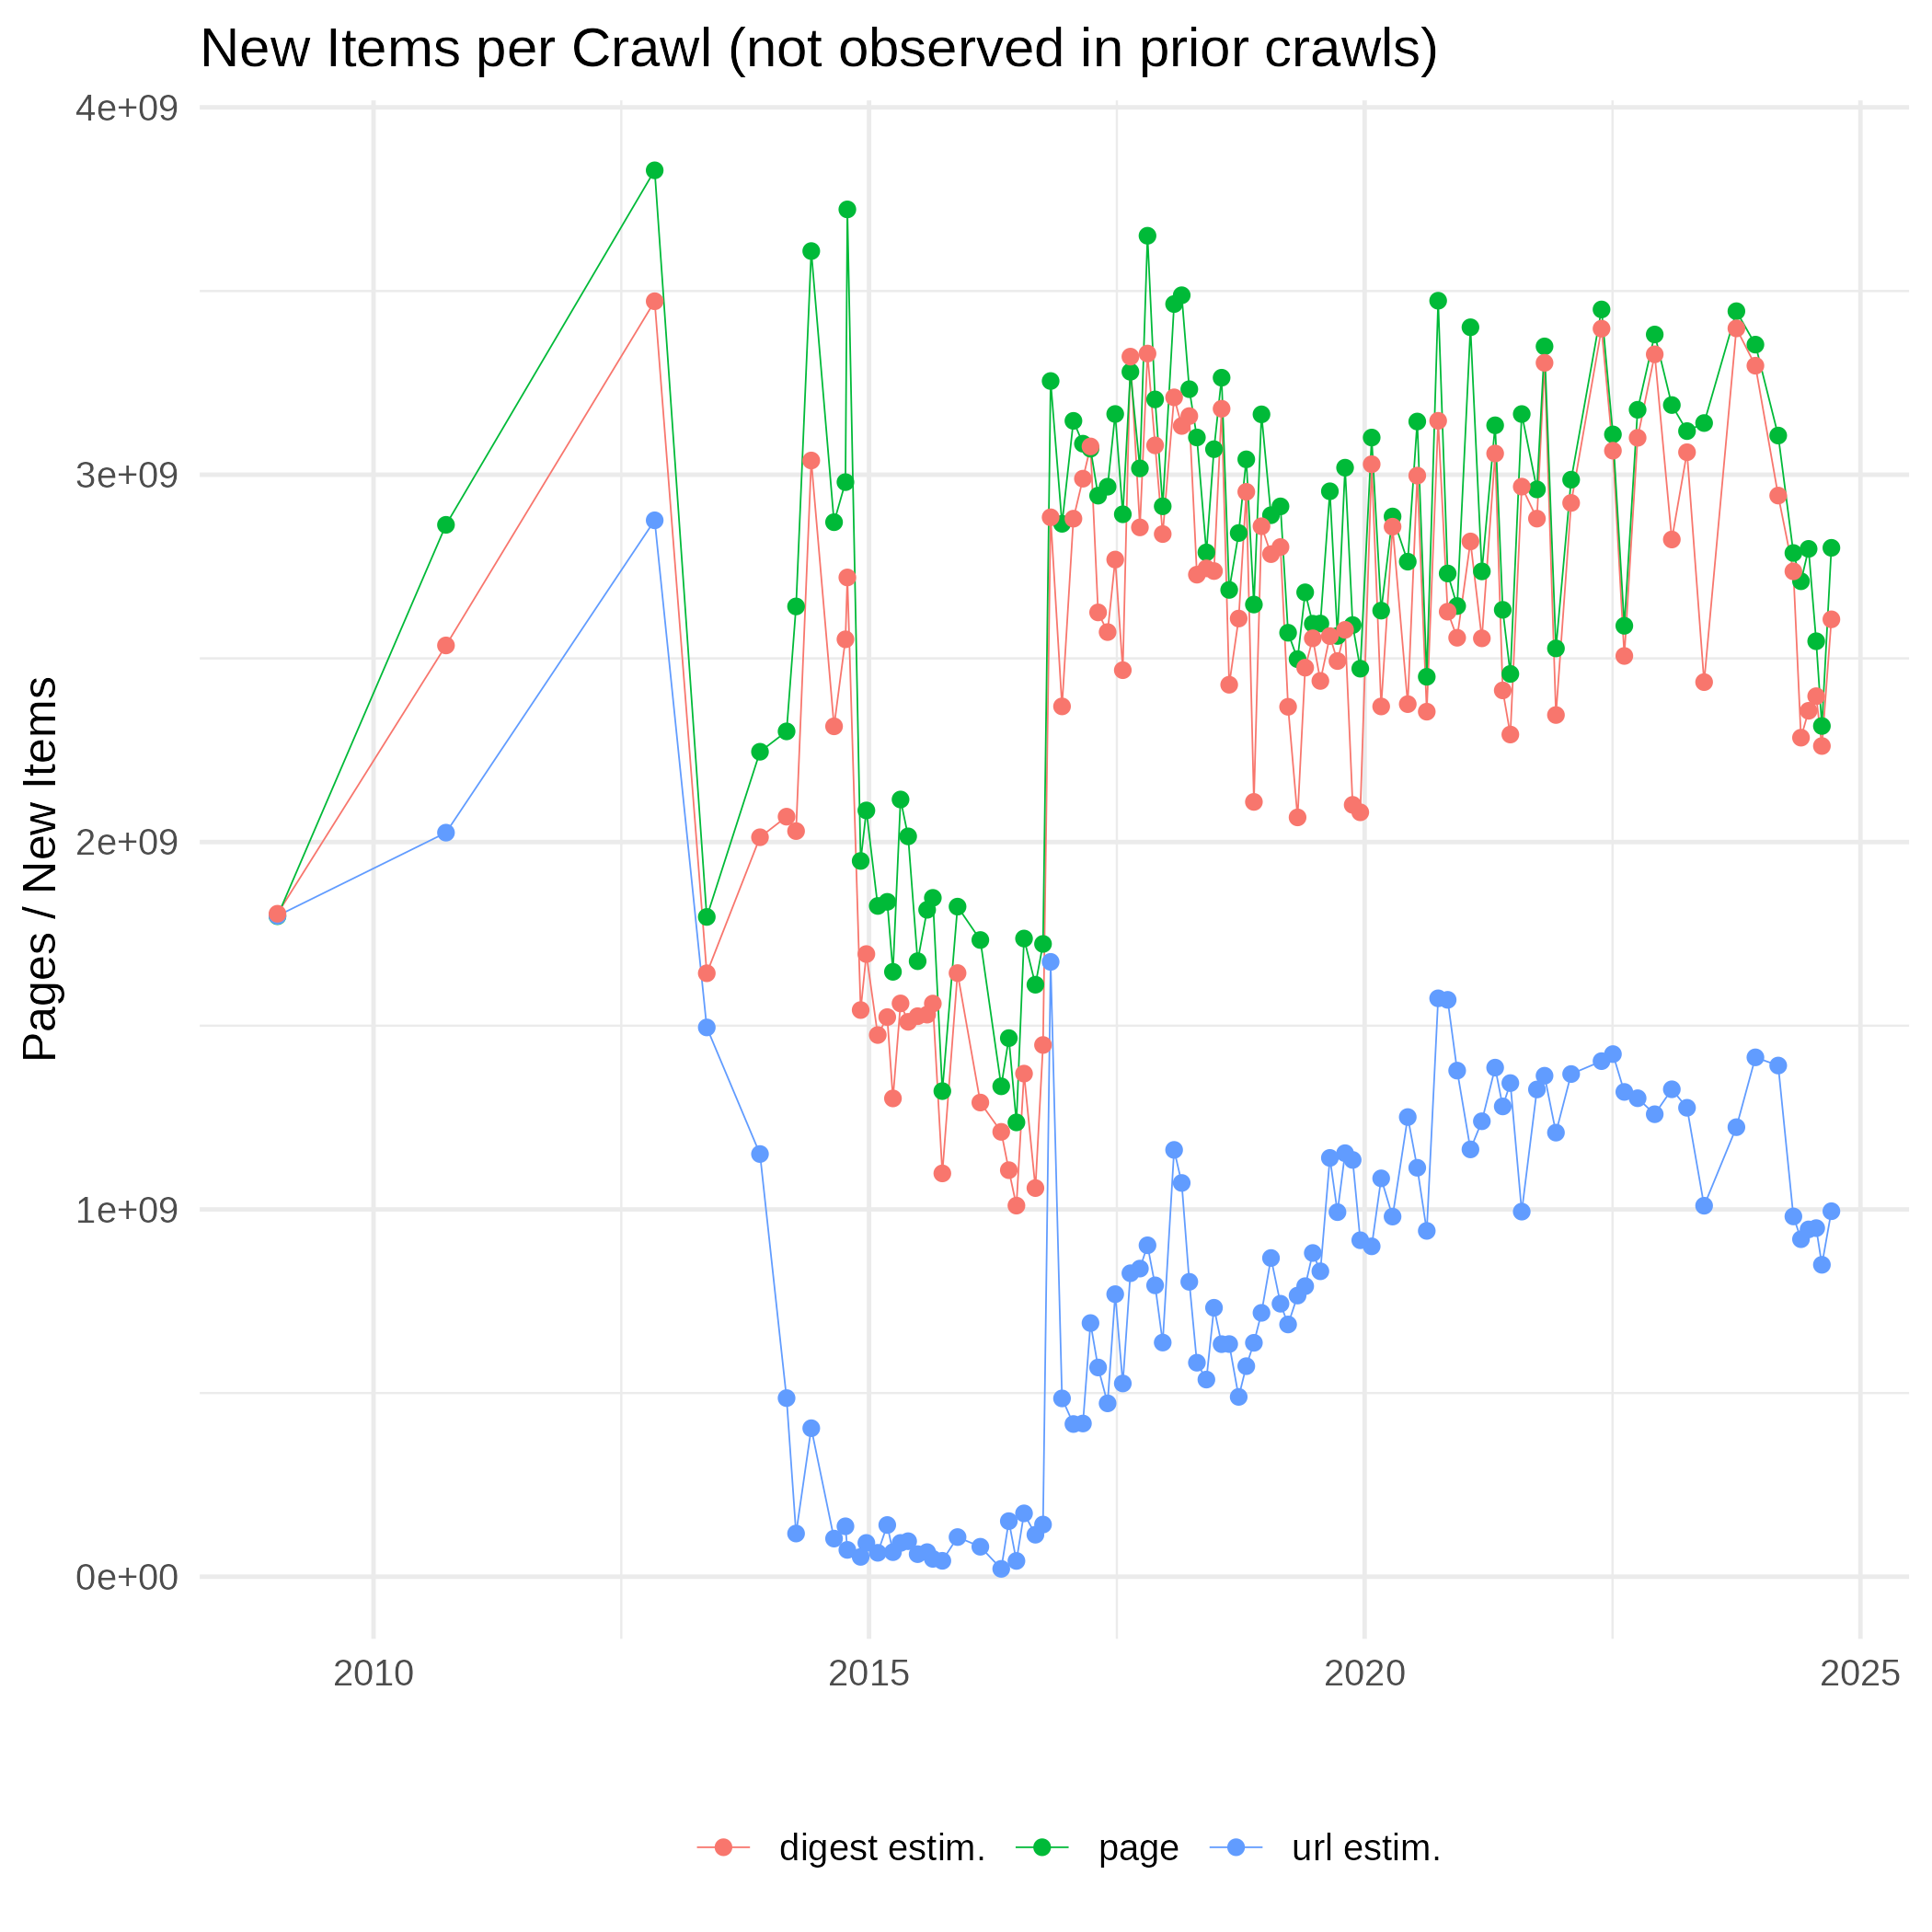 New Items per Crawl (not observed in prior crawls)
Pages / New Items
4e+09
3e+09
2e+09
1e+09
0e+00
2010 2015 2020 2025
digest estim. page url estim.